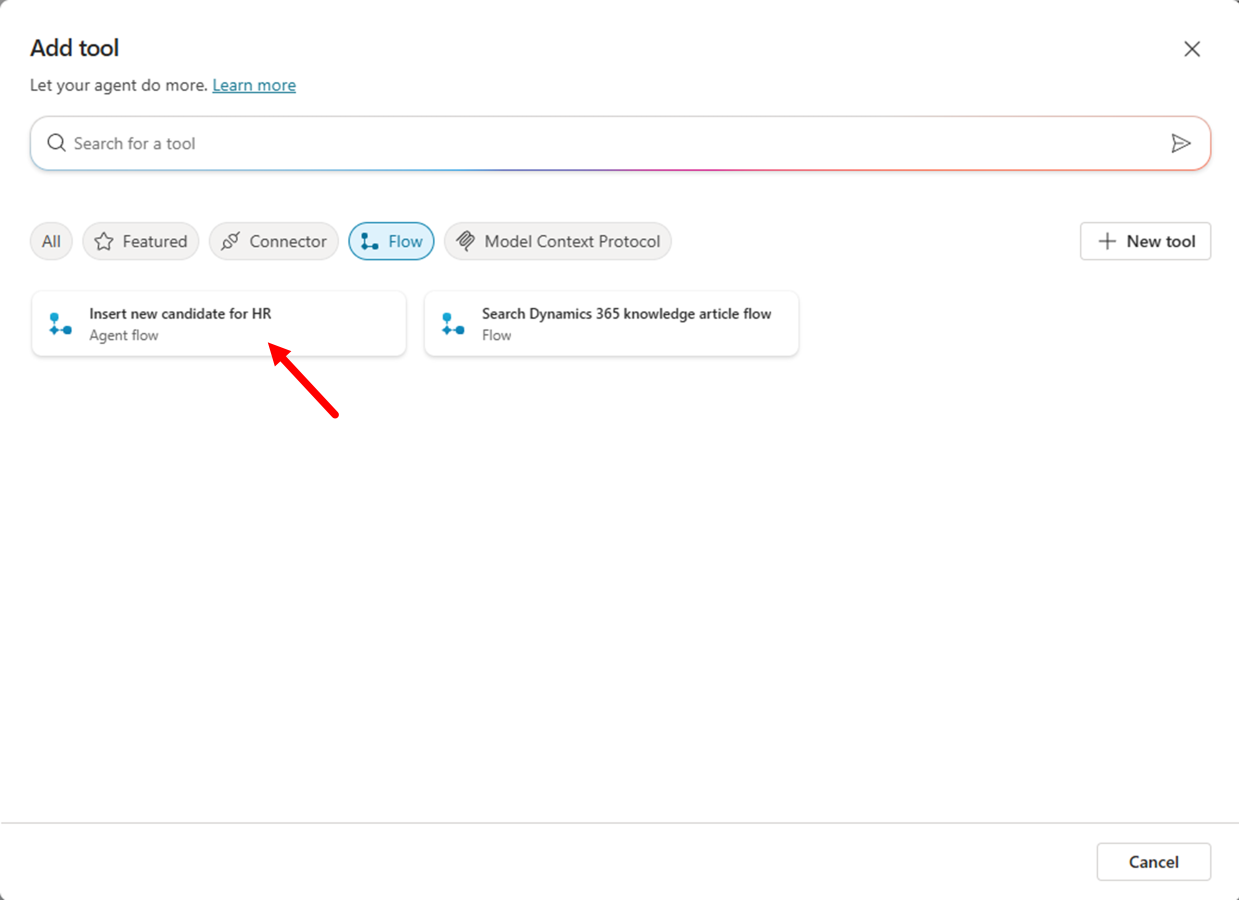 Add tool
Let your agent do more. Learn more
Search for a tool
All
Featured
Connector
Flow
Model Context Protocol
New tool
Insert new candidate for HR
Agent flow
Search Dynamics 365 knowledge article flow
Flow
Cancel